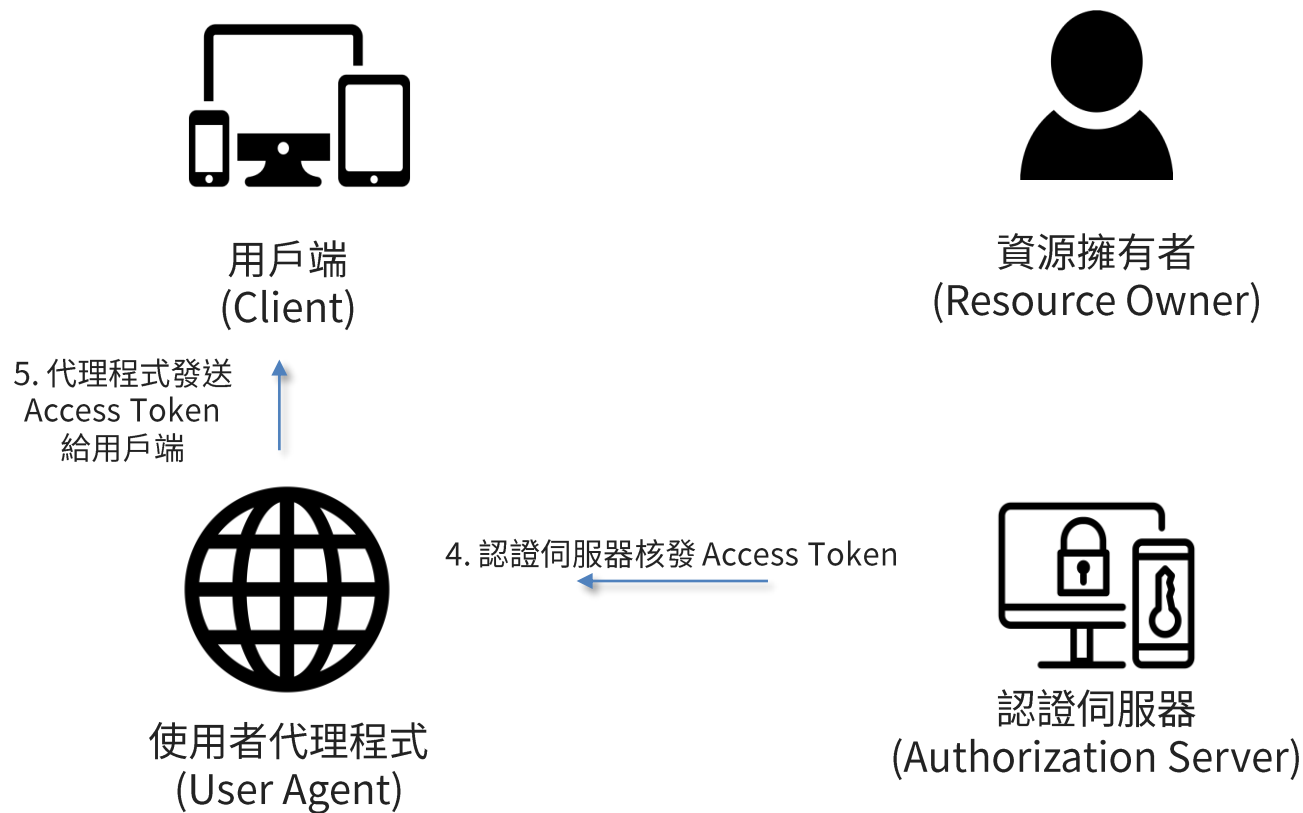 用戶端
(Client)
資源擁有者
(Resource Owner)
5. 代理程式發送
Access Token
給用戶端
4. 認證伺服器核發 Access Token
使用者代理程式
(User Agent)
認證伺服器
(Authorization Server)